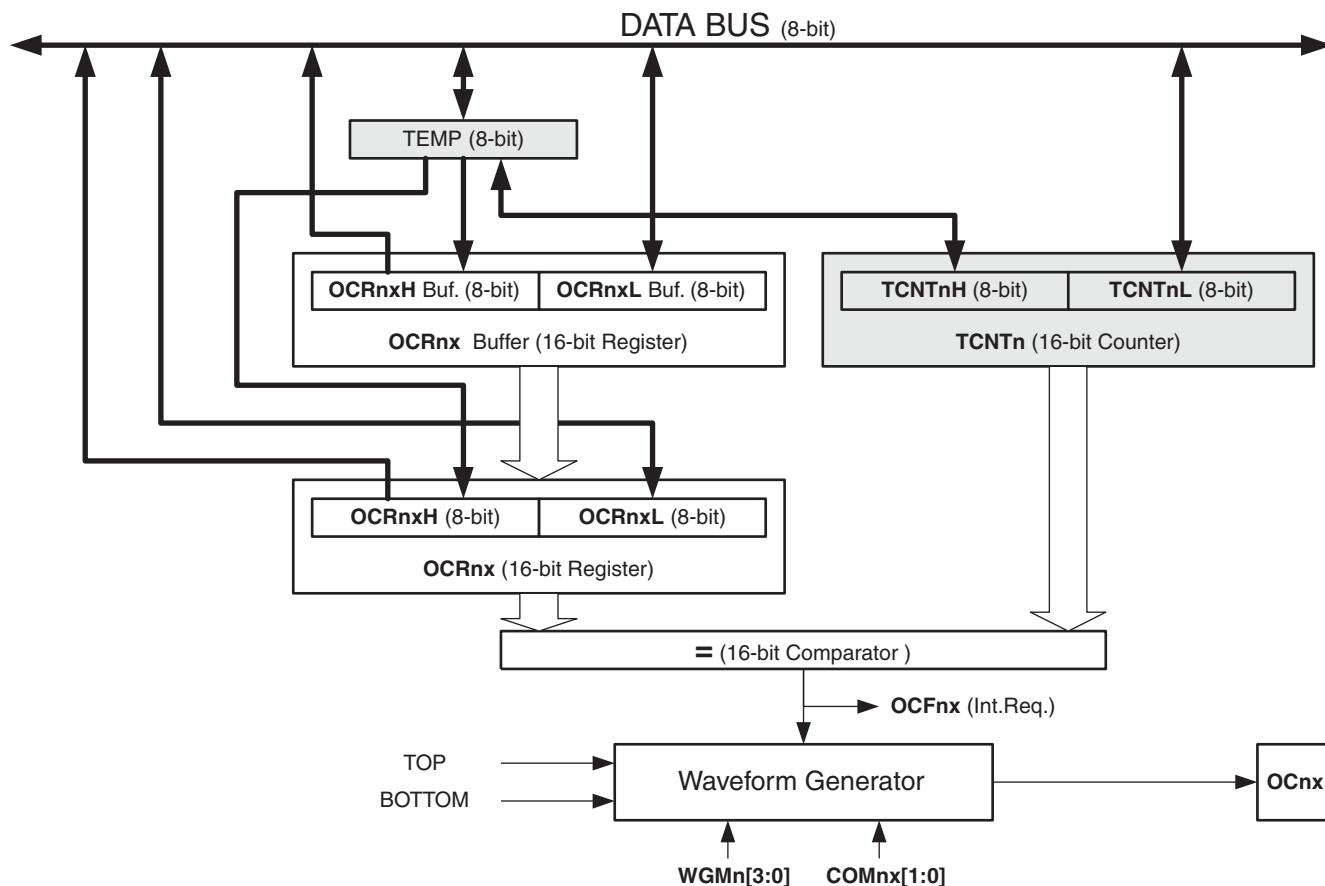 DATA BUS (8-bit)
TEMP (8-bit)
OCRnxH Buf. (8-bit)
OCRnxL Buf. (8-bit)
OCRnx Buffer (16-bit Register)
TCNTnH (8-bit)
TCNTnL (8-bit)
TCNTn (16-bit Counter)
OCRnxH (8-bit)
OCRnxL (8-bit)
OCRnx (16-bit Register)
= (16-bit Comparator )
OCFnx (Int.Req.)
TOP
BOTTOM
Waveform Generator
OCnx
WGMn[3:0]
COMnx[1:0]